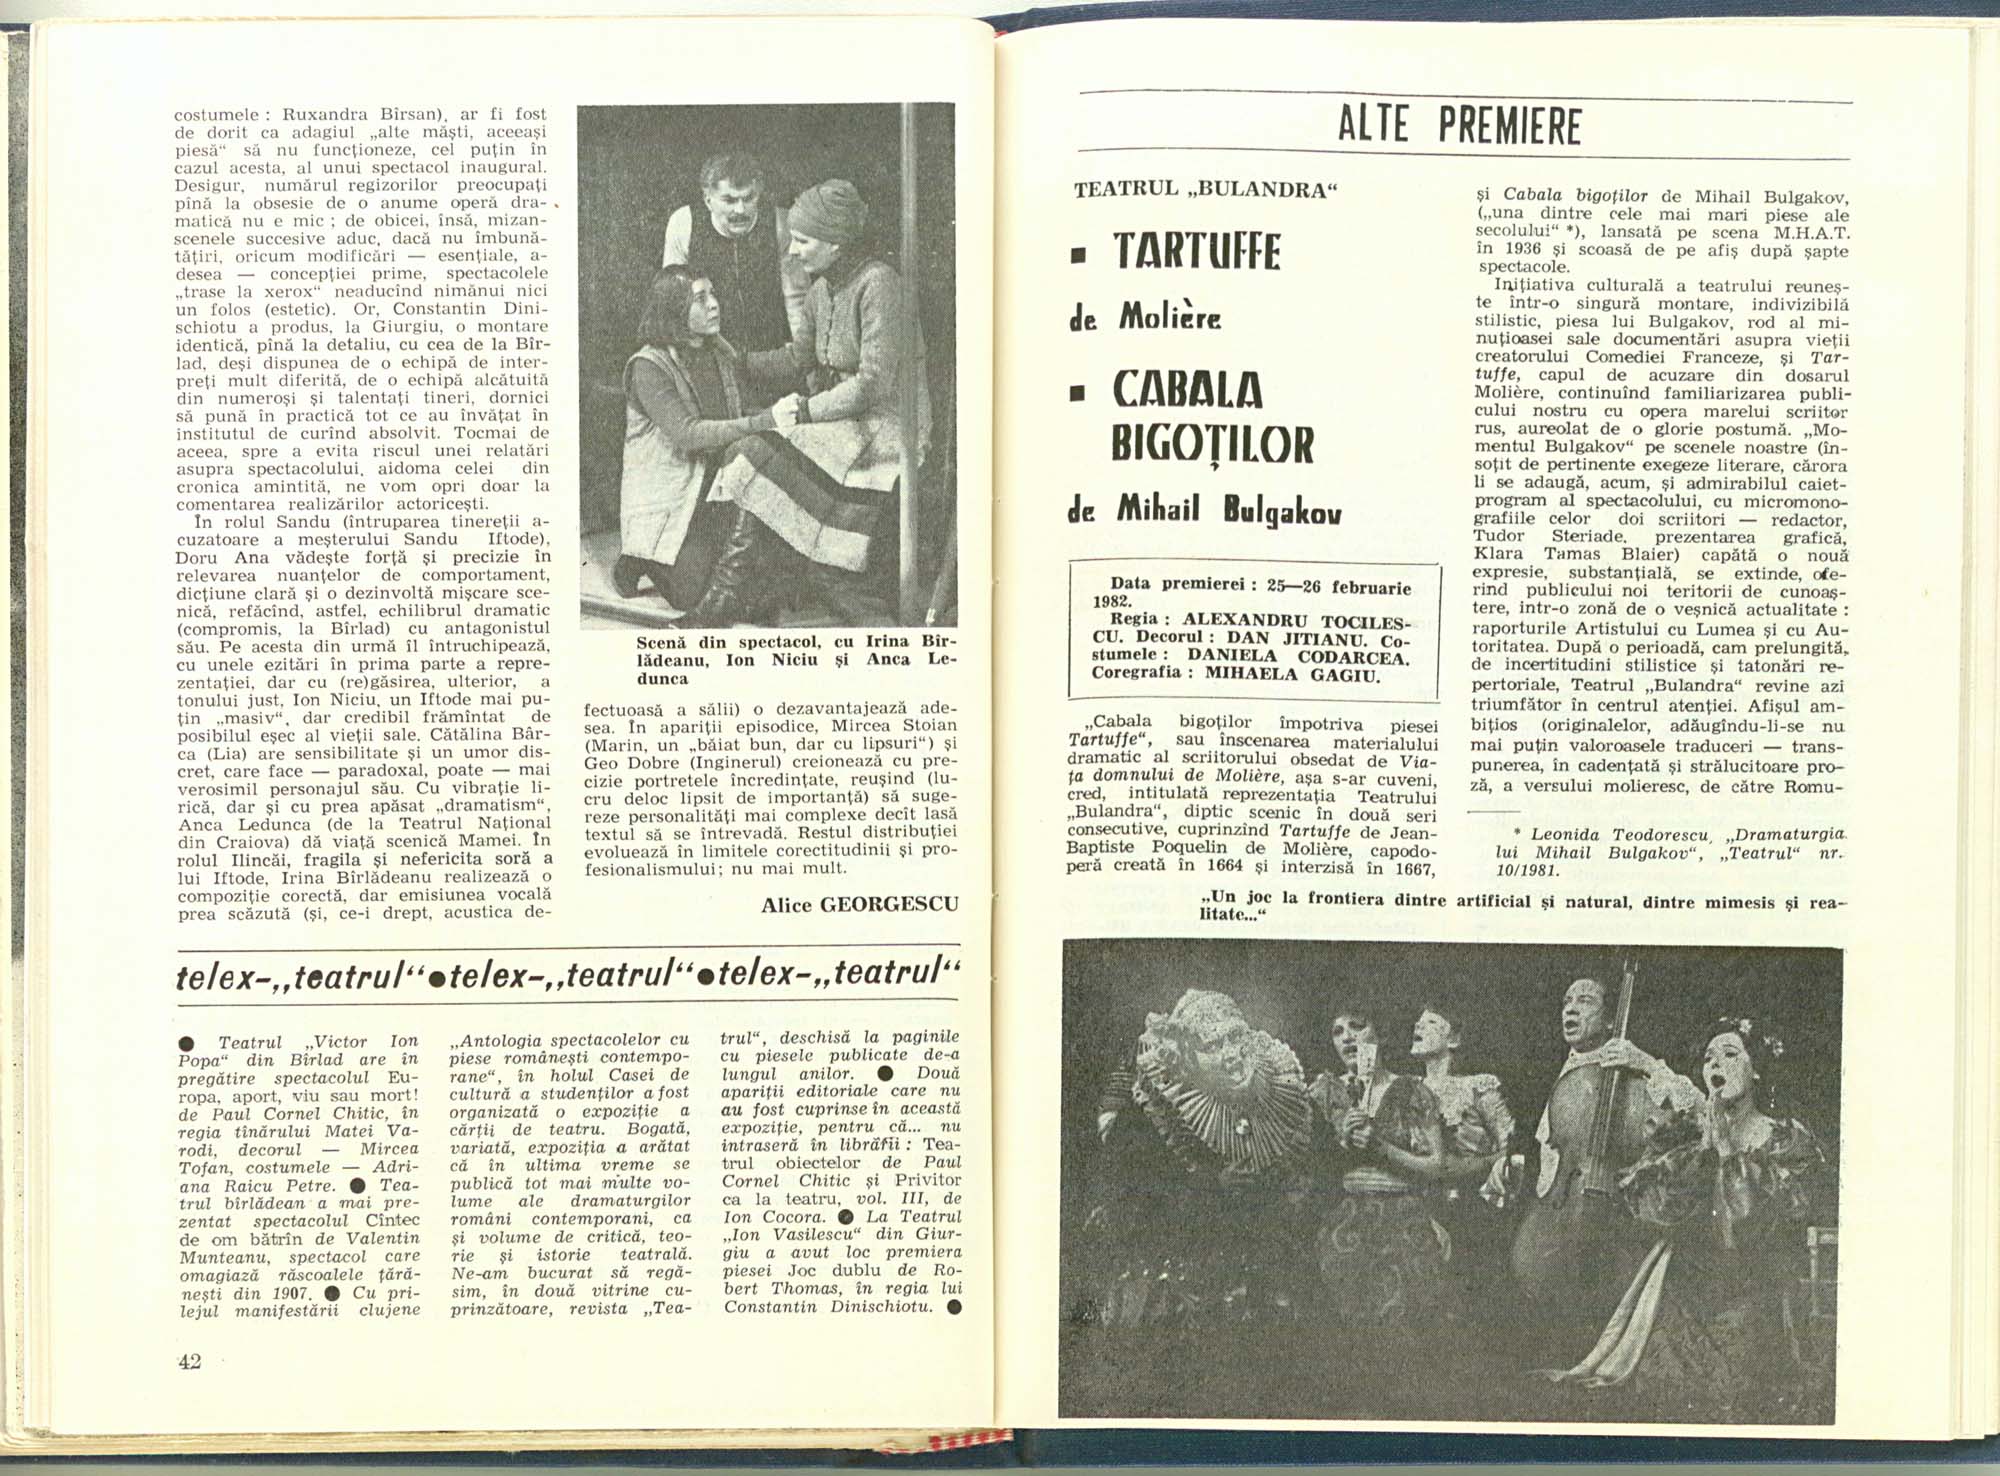 costumele : Ruxandra Bîrsan), ar fi fost
de dorit ca adagiul „alte măști, aceeași
piesă“ să nu funcționeze, cel puțin în
cazul acesta, al unui spectacol inaugural.
Desigur, numărul regizorilor preocupați
pînă la obsesie de o anume operă dra-
matică nu e mic ; de obicei, însă, mizan-
scenele succesive aduc, dacă nu îmbună-
tățiri, oricum modificări — esențiale, a-
desea — concepției prime, spectacolele
„trase la xerox“ neaducînd nimănui nici
un folos (estetic). Or, Constantin Dini-
schiotu a produs, la Giurgiu, o montare
identică, pînă la detaliu, cu cea de la Bîr-
lad, deși dispunea de o echipă de inter-
preți mult diferită, de o echipă alcătuită
din numeroși și talentați tineri, dornici
să pună în practică tot ce au învățat în
institutul de curînd absolvit. Tocmai de
aceea, spre a evita riscul unei relatări
asupra spectacolului, aidoma celei din
cronica amintită, ne vom opri doar la
comentarea realizărilor actoricești.
În rolul Sandu (întruparea tinereții a-
cuzatoare a meșterului Sandu Iftode),
Doru Ana vădește forță și precizie în
relevarea nuanțelor de comportament,
dicțiune clară și o dezinvoltă mișcare sce-
nică, refăcînd, astfel, echilibrul dramatic
(compromis, la Bîrlad) cu antagonistul
său. Pe acesta din urmă îl întruchipează,
cu unele ezitări în prima parte a repre-
zentației, dar cu (re)găsirea, ulterior, a
tonului just, Ion Niciu, un Iftode mai pu-
țin „masiv“, dar credibil frămîntat de
posibilul eșec al vieții sale. Cătălina Bâr-
ca (Lia) are sensibilitate și un umor dis-
cret, care face — paradoxal, poate — mai
verosimil personajul său. Cu vibrație li-
rică, dar și cu prea apăsat „dramatism“,
Anca Ledunca (de la Teatrul Național
din Craiova) dă viață scenică Mamei. În
rolul Ilincăi, fragila și nefericita soră a
lui Iftode, Irina Bîrlădeanu realizează o
compoziție corectă, dar emisiunea vocală
prea scăzută (și, ce-i drept, acustica de-
Scenă din spectacol, cu Irina Bîr-
lădeanu, Ion Niciu și Anca Le-
dunca
fectuoasă a sălii) o dezavantajează ade-
sea. În apariții episodice, Mircea Stoian
(Marin, un „băiat bun, dar cu lipsuri“) și
Geo Dobre (Inginerul) creionează cu pre-
cizie portretele încredințate, reușind (lu-
cru deloc lipsit de importanță) să suge-
reze personalități mai complexe decît lasă
textul să se întrevadă. Restul distribuției
evoluează în limitele corectitudinii și pro-
fesionalismului; nu mai mult.
Alice GEORGESCU
telex-„teatrul“●telex-„teatrul“●telex-„teatrul“
● Teatrul „Victor Ion
Popa“ din Bîrlad are în
pregătire spectacolul Eu-
ropa, aport, viu sau mort!
de Paul Cornel Chitic, în
regia tînărului Matei Va-
rodi, decorul — Mircea
Tofan, costumele — Adri-
ana Raicu Petre. ● Tea-
trul bîrlădean a mai pre-
zentat spectacolul Cîntec
de om bătrîn de Valentin
Munteanu, spectacol care
omagiază răscoalele țără-
nești din 1907. ● Cu pri-
lejul manifestării clujene
„Antologia spectacolelor cu
piese românești contempo-
rane“, în holul Casei de
cultură a studenților a fost
organizată o expoziție a
cărții de teatru. Bogată,
variată, expoziția a arătat
că în ultima vreme se
publică tot mai multe vo-
lume ale dramaturgilor
români contemporani, ca
și volume de critică, teo-
rie și istorie teatrală.
Ne-am bucurat să regă-
sim, în două vitrine cu-
prinzătoare, revista „Tea-
trul“, deschisă la paginile
cu piesele publicate de-a
lungul anilor. ● Două
apariții editoriale care nu
au fost cuprinse în această
expoziție, pentru că... nu
intraseră în librăfii : Tea-
trul obiectelor de Paul
Cornel Chitic și Privitor
ca la teatru, vol. III, de
Ion Cocora. ● La Teatrul
„Ion Vasilescu“ din Giur-
giu a avut loc premiera
piesei Joc dublu de Ro-
bert Thomas, în regia lui
Constantin Dinischiotu. ●
42
ALTE PREMIERE
TEATRUL „BULANDRA“
▪ TARTUFFE
de Molière
▪ CABALA
BIGOȚILOR
de Mihail Bulgakov
Data premierei : 25—26 februarie
1982.
Regia : ALEXANDRU TOCILES-
CU. Decorul : DAN JITIANU. Co-
stumele : DANIELA CODARCEA.
Coregrafia : MIHAELA GAGIU.
„Cabala bigoților împotriva piesei
Tartuffe“, sau înscenarea materialului
dramatic al scriitorului obsedat de Via-
ța domnului de Molière, așa s-ar cuveni,
cred, intitulată reprezentația Teatrului
„Bulandra“, diptic scenic în două seri
consecutive, cuprinzînd Tartuffe de Jean-
Baptiste Poquelin de Molière, capodo-
peră creată în 1664 și interzisă în 1667,
și Cabala bigoților de Mihail Bulgakov,
(„una dintre cele mai mari piese ale
secolului“ *), lansată pe scena M.H.A.T.
în 1936 și scoasă de pe afiș după șapte
spectacole.
Inițiativa culturală a teatrului reuneș-
te într-o singură montare, indivizibilă
stilistic, piesa lui Bulgakov, rod al mi-
nuțioasei sale documentări asupra vieții
creatorului Comediei Franceze, și Tar-
tuffe, capul de acuzare din dosarul
Molière, continuînd familiarizarea publi-
cului nostru cu opera marelui scriitor
rus, aureolat de o glorie postumă. „Mo-
mentul Bulgakov“ pe scenele noastre (în-
soțit de pertinente exegeze literare, cărora
li se adaugă, acum, și admirabilul caiet-
program al spectacolului, cu micromono-
grafiile celor doi scriitori — redactor,
Tudor Steriade, prezentarea grafică,
Klara Tamas Blaier) capătă o nouă
expresie, substanțială, se extinde, ofe-
rind publicului noi teritorii de cunoaș-
tere, intr-o zonă de o veșnică actualitate :
raporturile Artistului cu Lumea și cu Au-
toritatea. După o perioadă, cam prelungită,
de incertitudini stilistice și tatonări re-
pertoriale, Teatrul „Bulandra“ revine azi
triumfător în centrul atenției. Afișul am-
bițios (originalelor, adăugîndu-li-se nu
mai puțin valoroasele traduceri — trans-
punerea, în cadențată și strălucitoare pro-
ză, a versului molieresc, de către Romu-
* Leonida Teodorescu, „Dramaturgia
lui Mihail Bulgakov“, „Teatrul“ nr.
10/1981.
„Un joc la frontiera dintre artificial și natural, dintre mimesis și rea-
litate...“